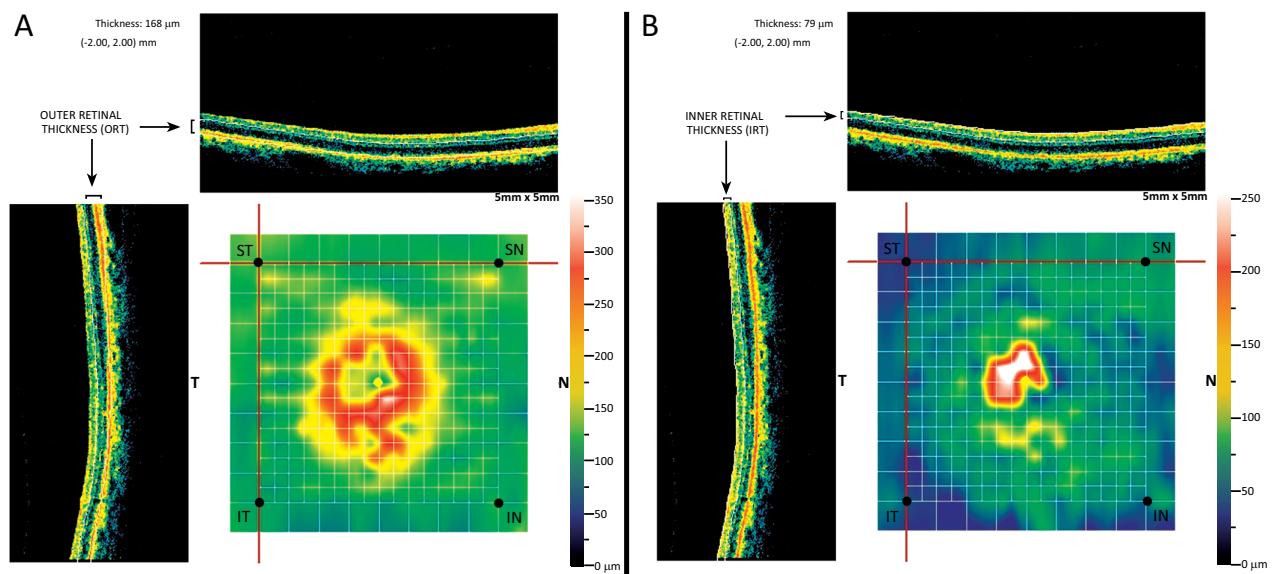 A
Thickness: 168 µm
(-2.00, 2.00) mm
OUTER RETINAL
THICKNESS (ORT)
5mm x 5mm
T
N
ST
SN
IT
IN
350
300
250
200
150
100
50
0 µm
B
Thickness: 79 µm
(-2.00, 2.00) mm
INNER RETINAL
THICKNESS (IRT)
5mm x 5mm
T
N
ST
SN
IT
IN
250
200
150
100
50
0 µm